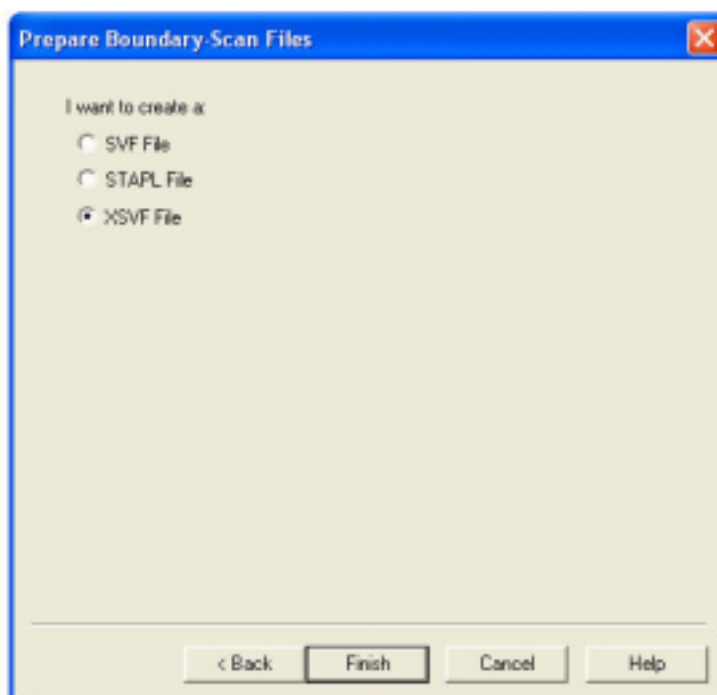 Prepare Boundary-Scan Files
I want to create a:
SVF File
STAPL File
XSVF File
< Back Finish Cancel Help